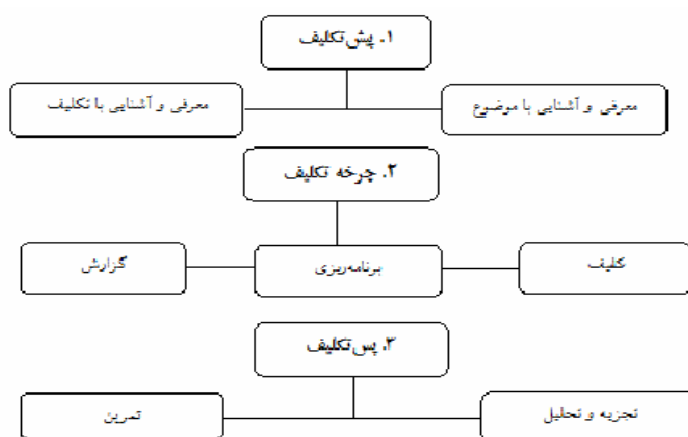 ۱. پیش‌تکلیف
معرفی و آشنایی با موضوع
معرفی و آشنایی با تکلیف
۲. چرخه تکلیف
تکلیف
برنامه‌ریزی
گزارش
۳. پس‌تکلیف
تجزیه و تحلیل
تمرین